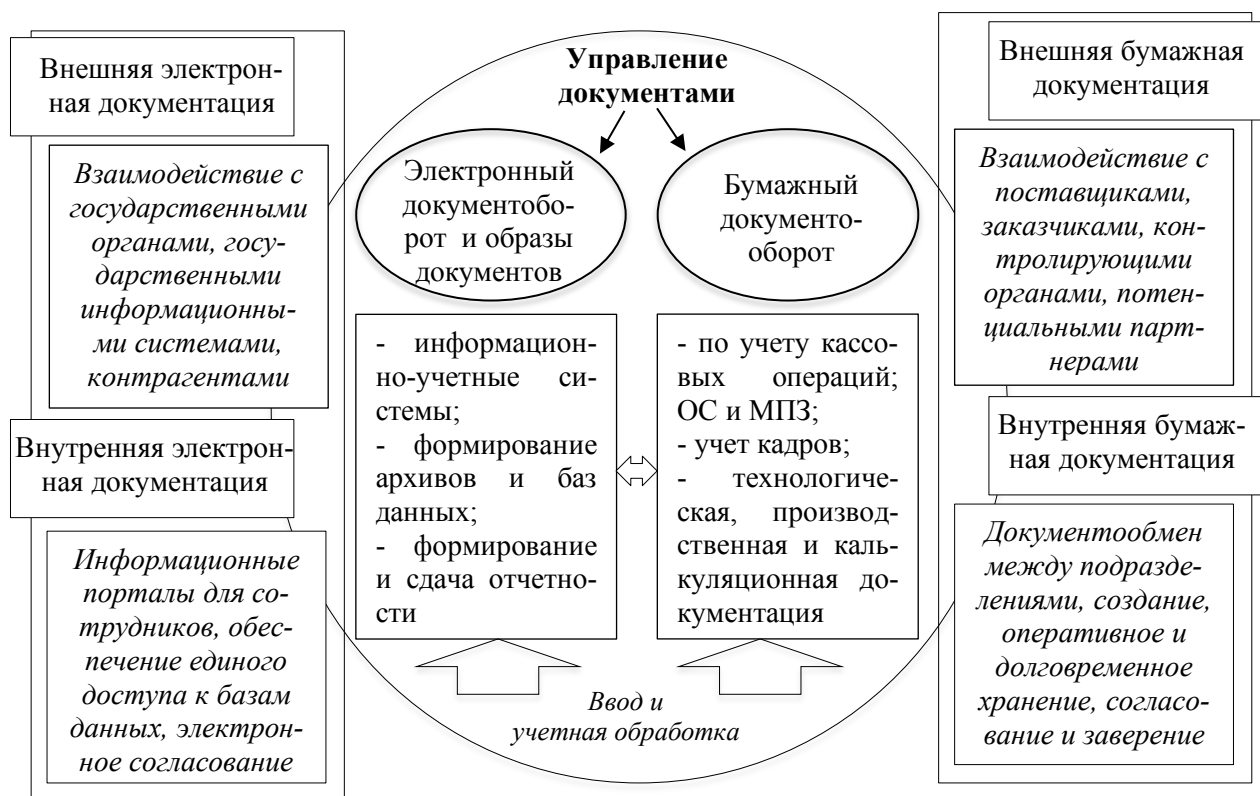 Внешняя электрон-
ная документация
Взаимодействие с
государственными
органами, госу-
дарственными
информационны-
ми системами,
контрагентами
Внутренняя электрон-
ная документация
Информационные
порталы для со-
трудников, обес-
печение единого
доступа к базам
данных, электрон-
ное согласование
Управление
документами
Электронный
документобо-
рот и образы
документов
Бумажный
документо-
оборот
- информацион-
но-учетные си-
стемы;
- формирование
архивов и баз
данных;
- формирование
и сдача отчетно-
сти
- по учету кассо-
вых операций;
ОС и МПЗ;
- учет кадров;
- технологиче-
ская, производ-
ственная и каль-
куляционная до-
кументация
Ввод и
учетная обработка
Внешняя бумажная
документация
Взаимодействие с
поставщиками,
заказчиками, кон-
тролирующими
органами, потен-
циальными парт-
нерами
Внутренняя бумаж-
ная документация
Документообмен
между подразде-
лениями, создание,
оперативное и
долговременное
хранение, согласо-
вание и заверение